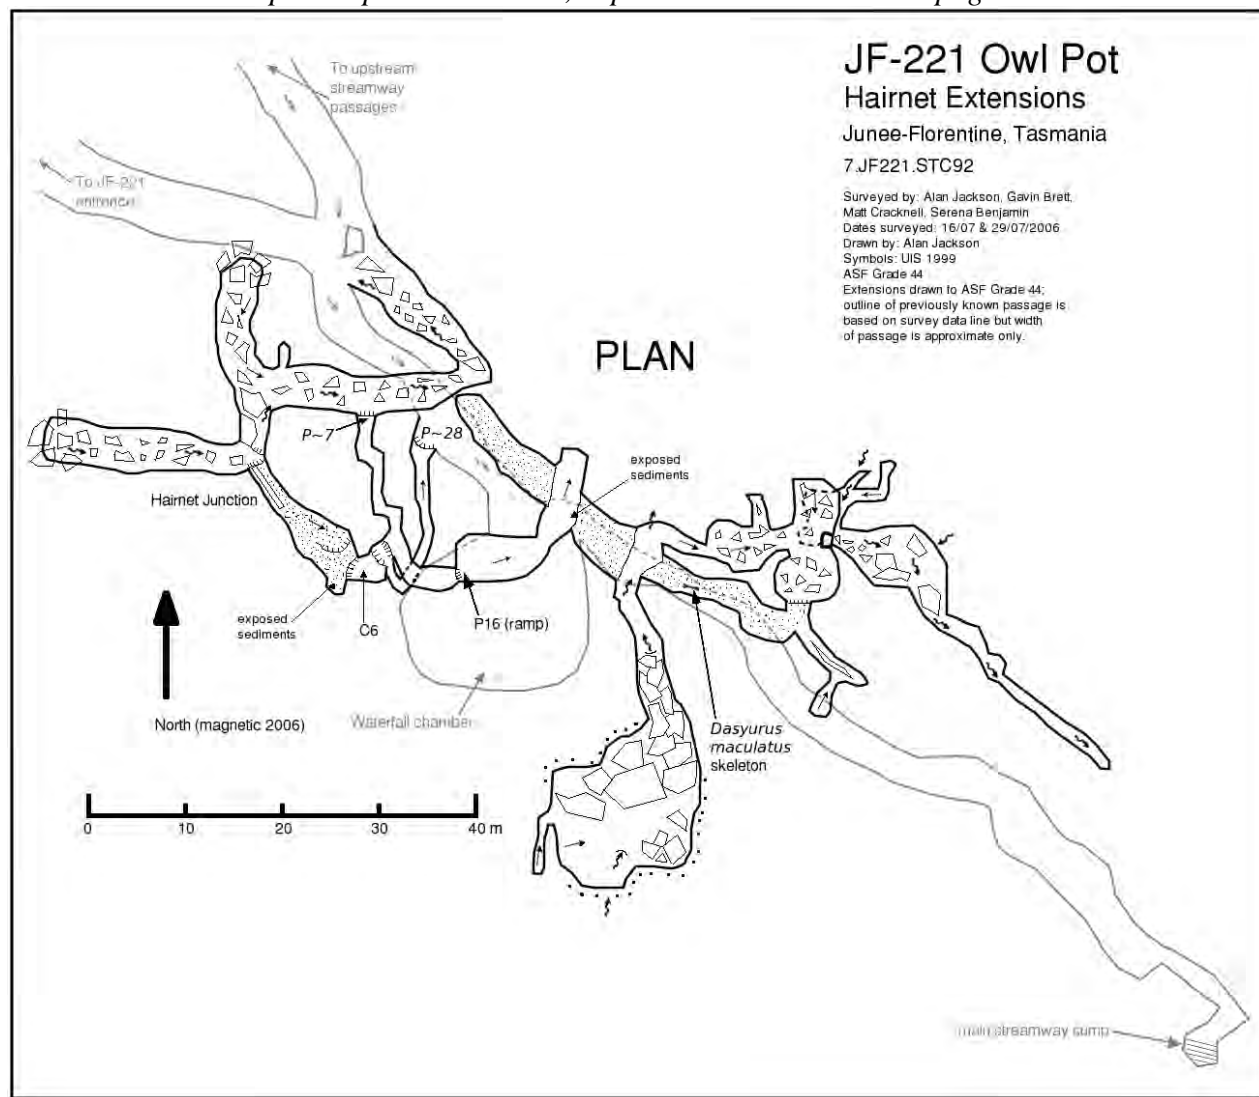 JF-221 Owl Pot
Hairnet Extensions
Junee-Florentine, Tasmania
7.JF221.STC92
Surveyed by: Alan Jackson, Gavin Brett,
Matt Cracknell, Serena Benjamin
Dates surveyed: 16/07 & 29/07/2006
Drawn by: Alan Jackson
Symbols: UIS 1999
ASF Grade 44
Extensions drawn to ASF Grade 44;
outline of previously known passage is
based on survey data line but width
of passage is approximate only.
To upstream
streamway
passages
To JF-221
entrance
PLAN
P~7
P~28
exposed
sediments
Hairnet Junction
exposed
sediments
C6
P16 (ramp)
North (magnetic 2006)
Waterfall chamber
Dasyurus
maculatus
skeleton
0 10 20 30 40 m
main streamway sump